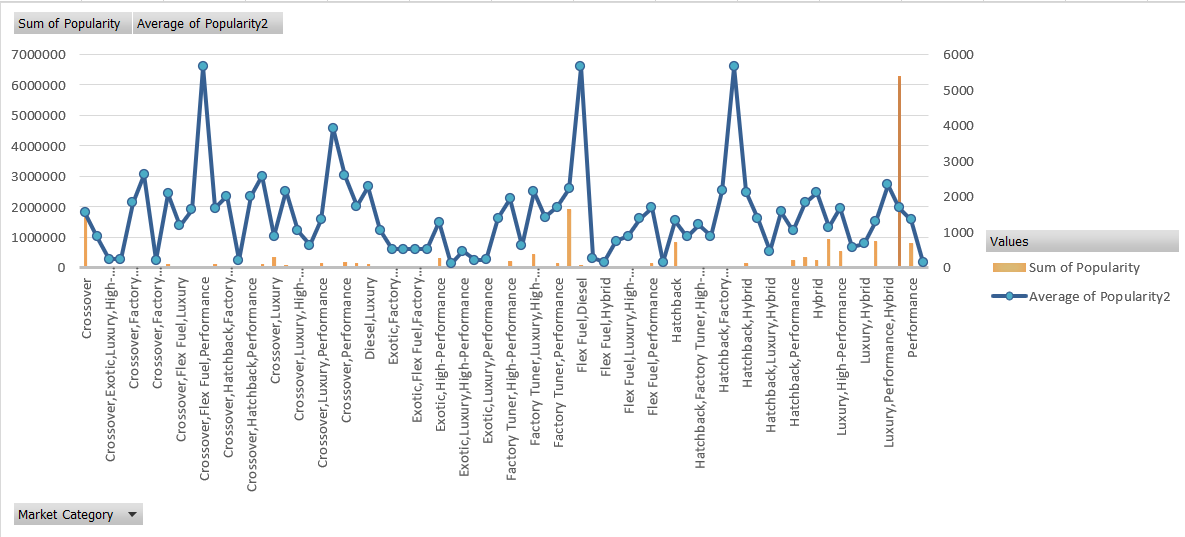 Sum of Popularity Average of Popularity2
7000000
6000000
5000000
4000000
3000000
2000000
1000000
0
6000
5000
4000
3000
2000
1000
0
Crossover
Crossover,Exotic,Luxury,High-…
Crossover,Factory…
Crossover,Factory…
Crossover,Flex Fuel,Luxury
Crossover,Flex Fuel,Performance
Crossover,Hatchback,Factory…
Crossover,Hatchback,Performance
Crossover,Luxury
Crossover,Luxury,High-…
Crossover,Luxury,Performance
Crossover,Performance
Diesel,Luxury
Exotic,Factory…
Exotic,Flex Fuel,Factory…
Exotic,High-Performance
Exotic,Luxury,High-Performance
Exotic,Luxury,Performance
Factory Tuner,High-Performance
Factory Tuner,Luxury,High-…
Factory Tuner,Performance
Flex Fuel,Diesel
Flex Fuel,Hybrid
Flex Fuel,Luxury,High-…
Flex Fuel,Performance
Hatchback
Hatchback,Factory Tuner,High-…
Hatchback,Factory…
Hatchback,Hybrid
Hatchback,Luxury,Hybrid
Hatchback,Performance
Hybrid
Luxury,High-Performance
Luxury,Hybrid
Luxury,Performance,Hybrid
Performance
Values
Sum of Popularity
Average of Popularity2
Market Category